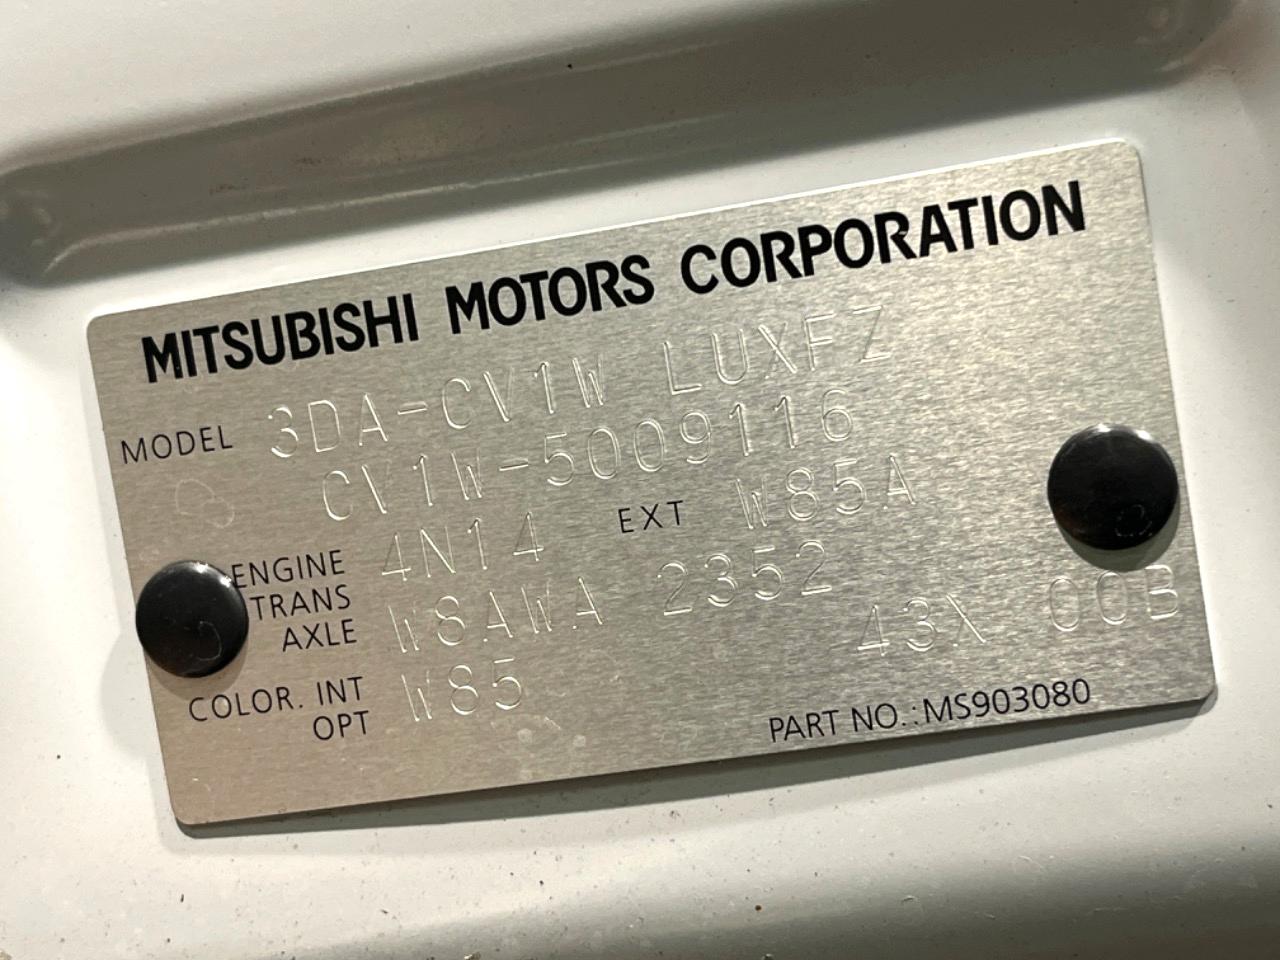 MITSUBISHI MOTORS CORPORATION
MODEL 3DA-CV1W LUXFZ
CV1W-5009116
ENGINE 4N14 EXT W85A
TRANS AXLE W8AWA 2352
COLOR. INT OPT W85 43X 00B
PART NO.:MS903080